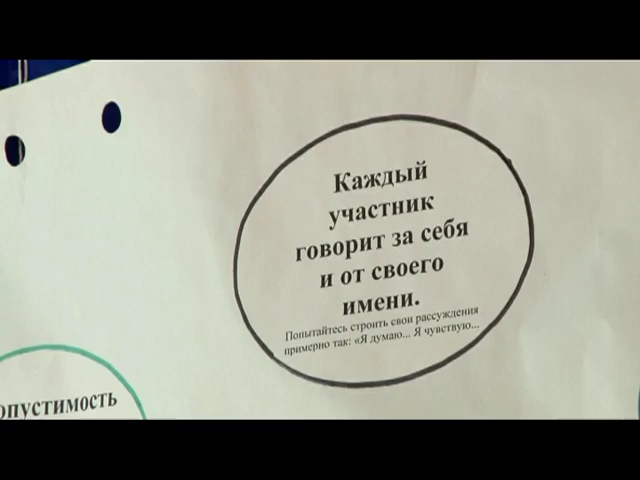 Каждый
участник
говорит за себя
и от своего
имени.
Попытайтесь строить свои рассуждения
примерно так: «Я думаю... Я чувствую...
опустимость